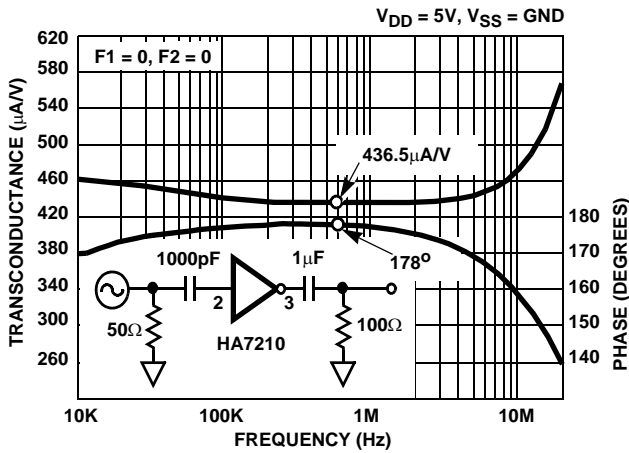 V_DD = 5V, V_SS = GND
F1 = 0, F2 = 0
TRANSCONDUCTANCE (μA/V)
620
580
500
460
420
380
340
300
260
436.5μA/V
178°
PHASE (DEGREES)
180
170
160
150
140
1000pF
1μF
2
3
50Ω
HA7210
100Ω
10K
100K
1M
10M
FREQUENCY (Hz)